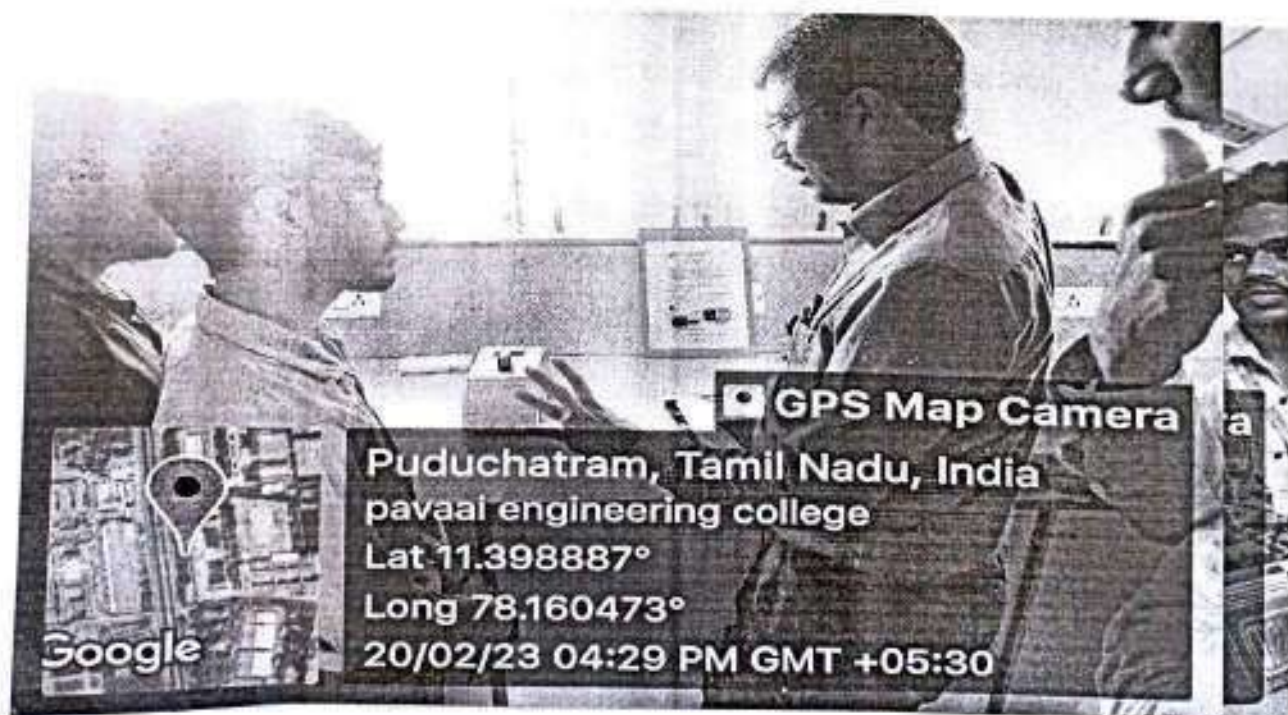 GPS Map Camera
ra
Puduchatram, Tamil Nadu, India
pavaai engineering college
Lat 11.398887°
Long 78.160473°
20/02/23 04:29 PM GMT +05:30
Google